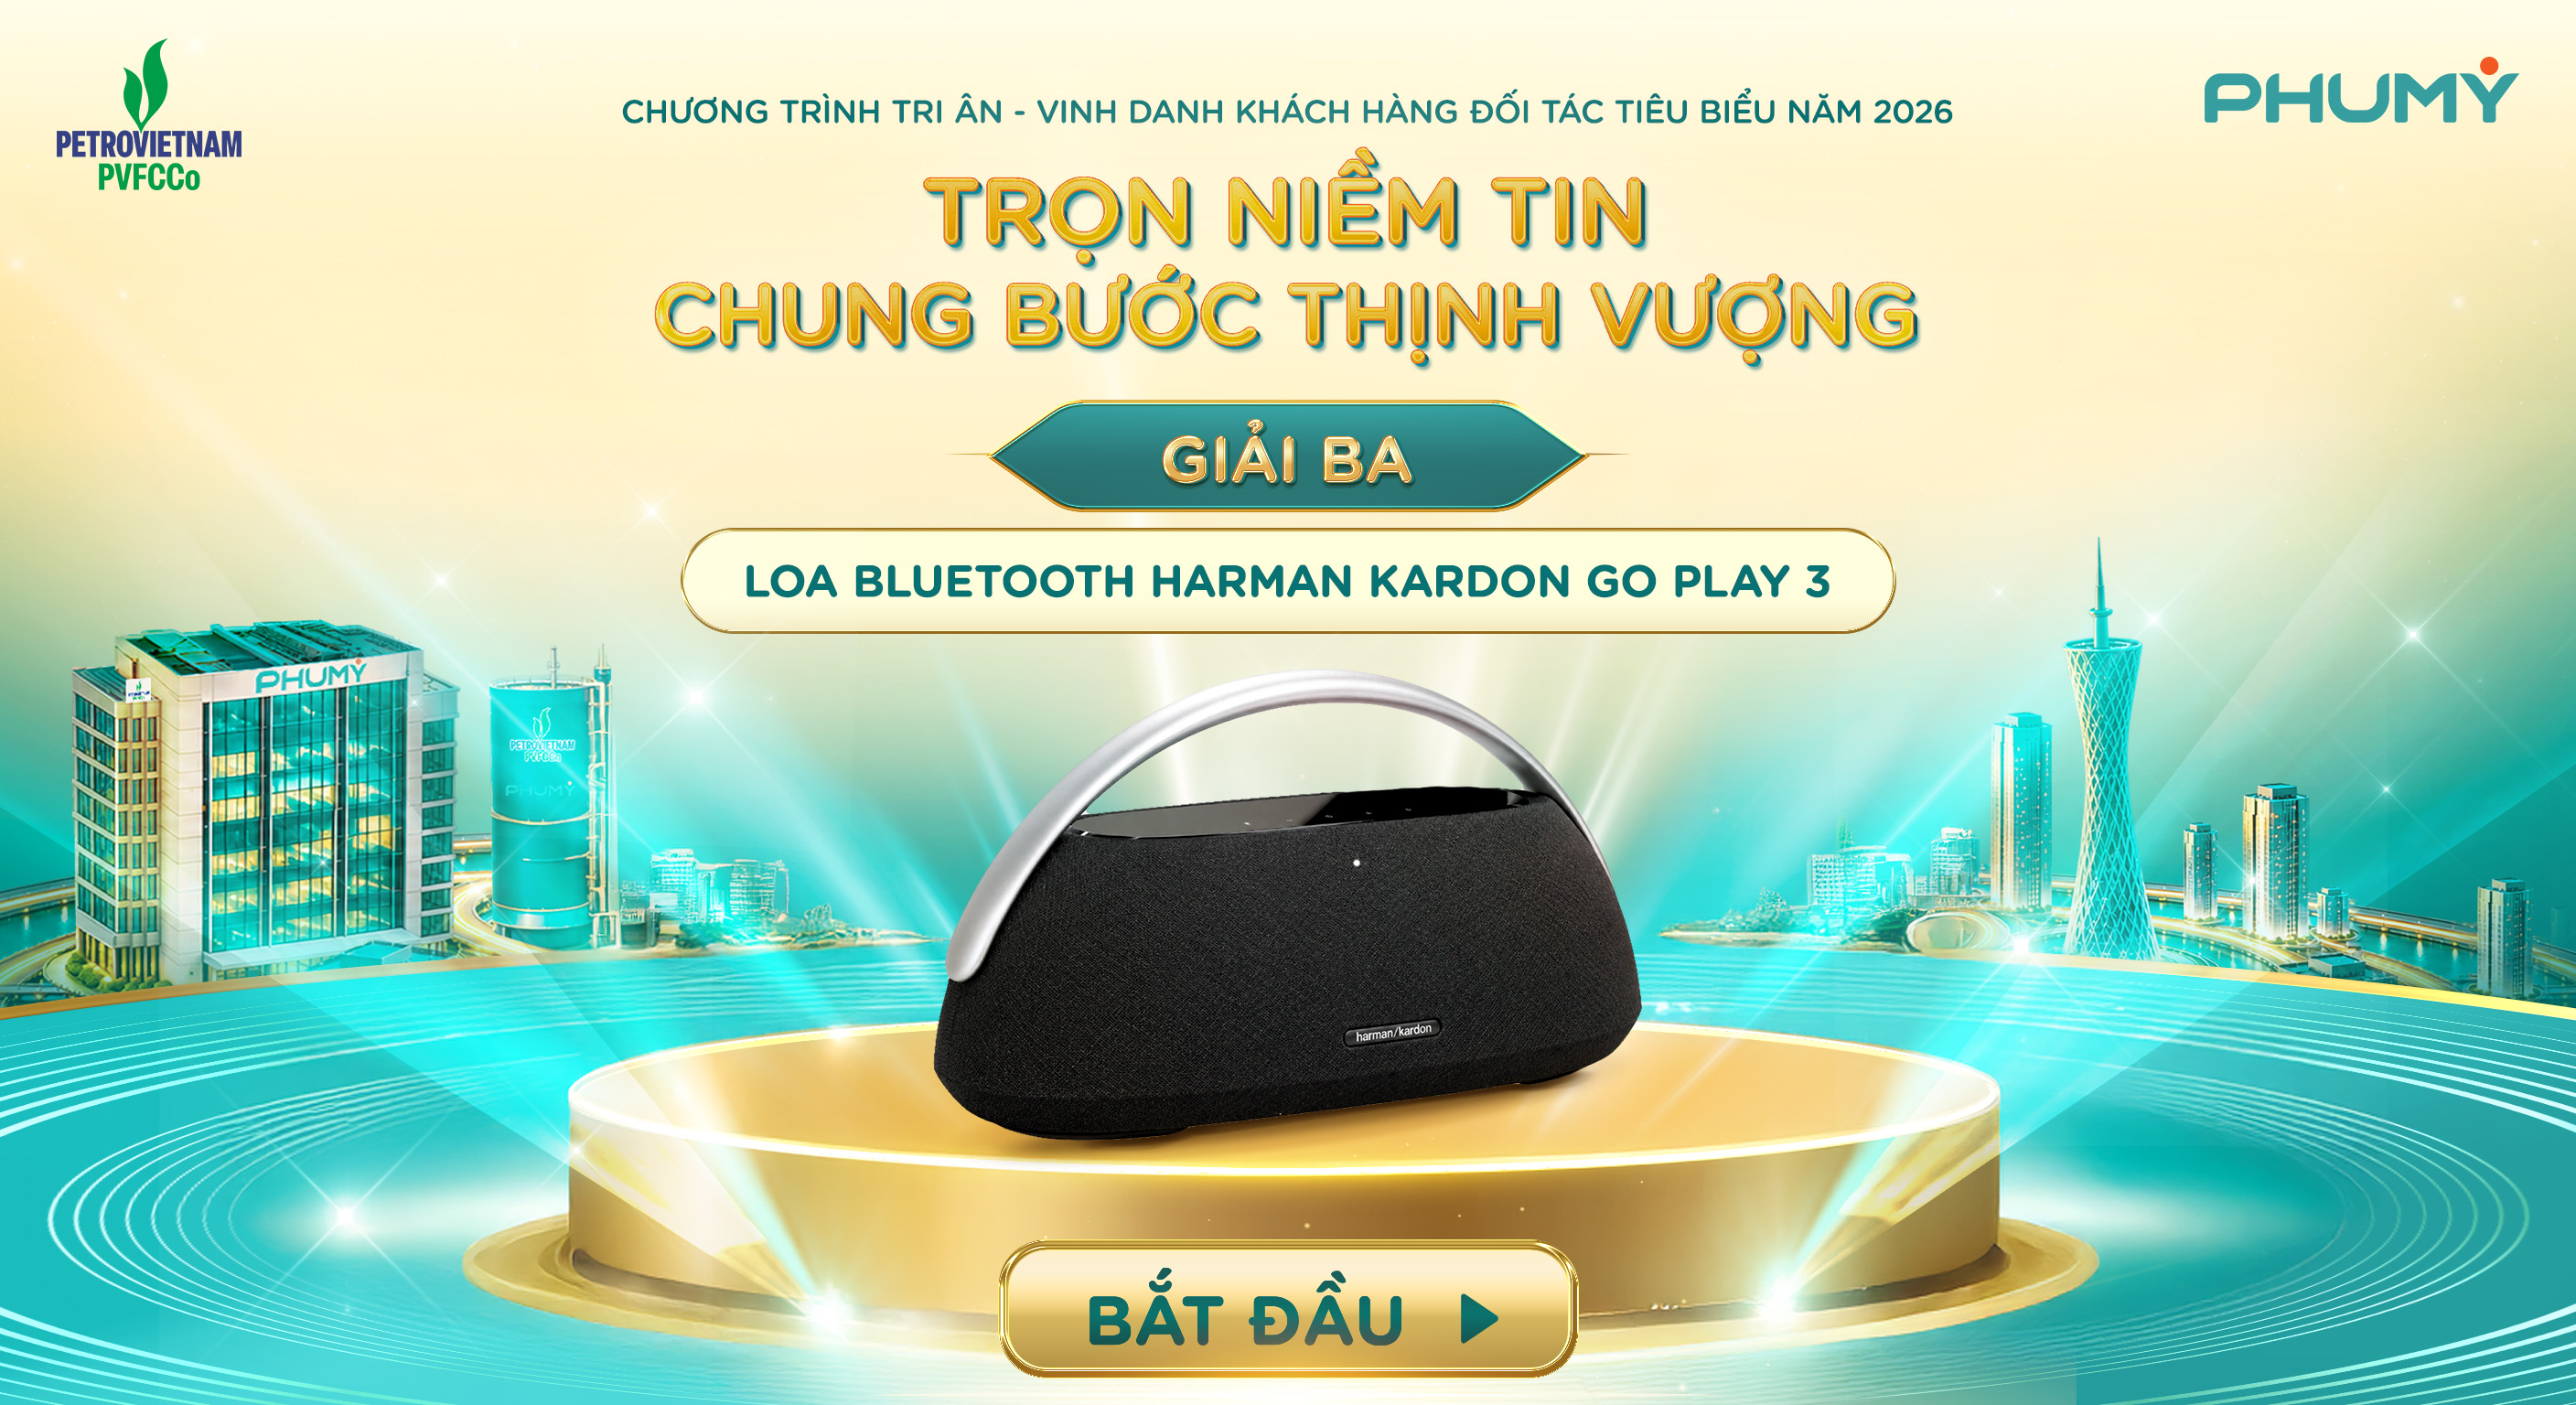 PETROVIETNAM
PVFCCo
CHƯƠNG TRÌNH TRI ÂN - VINH DANH KHÁCH HÀNG ĐỐI TÁC TIÊU BIỂU NĂM 2026
PHUMỸ
TRỌN NIỀM TIN
CHUNG BƯỚC THỊNH VƯỢNG
GIẢI BA
LOA BLUETOOTH HARMAN KARDON GO PLAY 3
PHUMỸ
PETROVIETNAM
PVFCCo
PHUMỸ
harman/kardon
BẮT ĐẦU